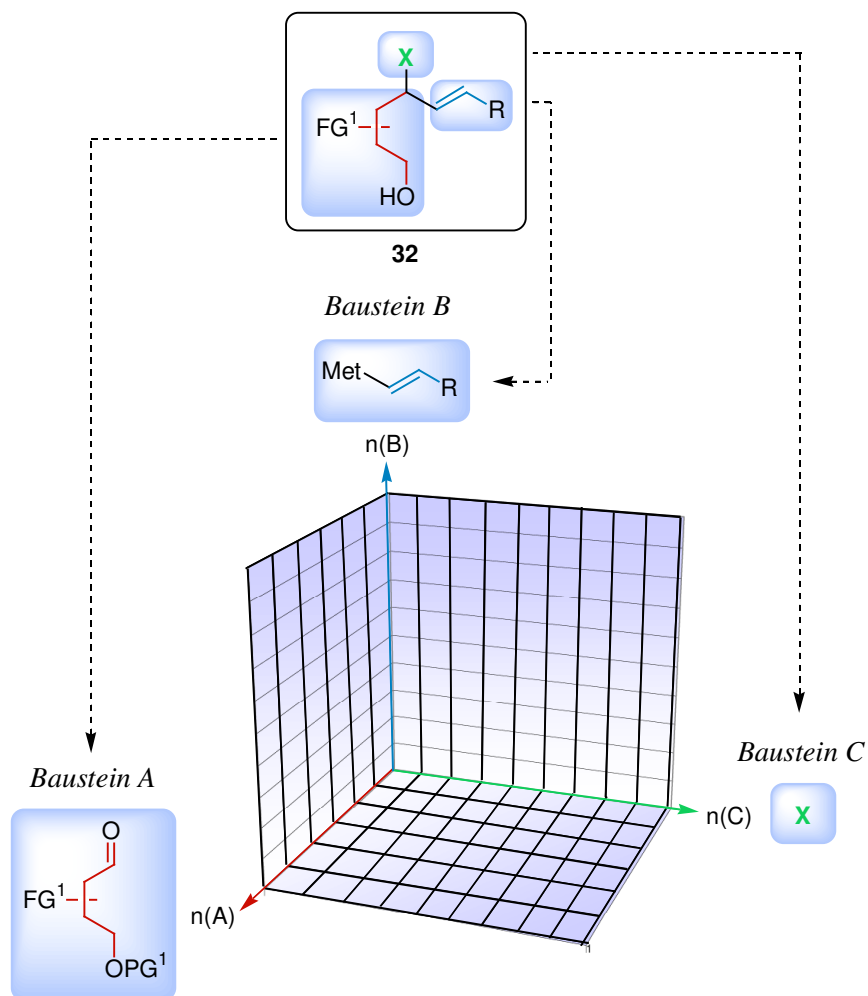 X
FG¹
R
HO
32
Baustein B
Met
R
n(B)
Baustein A
O
FG¹
OPG¹
n(A)
n(C)
Baustein C
X